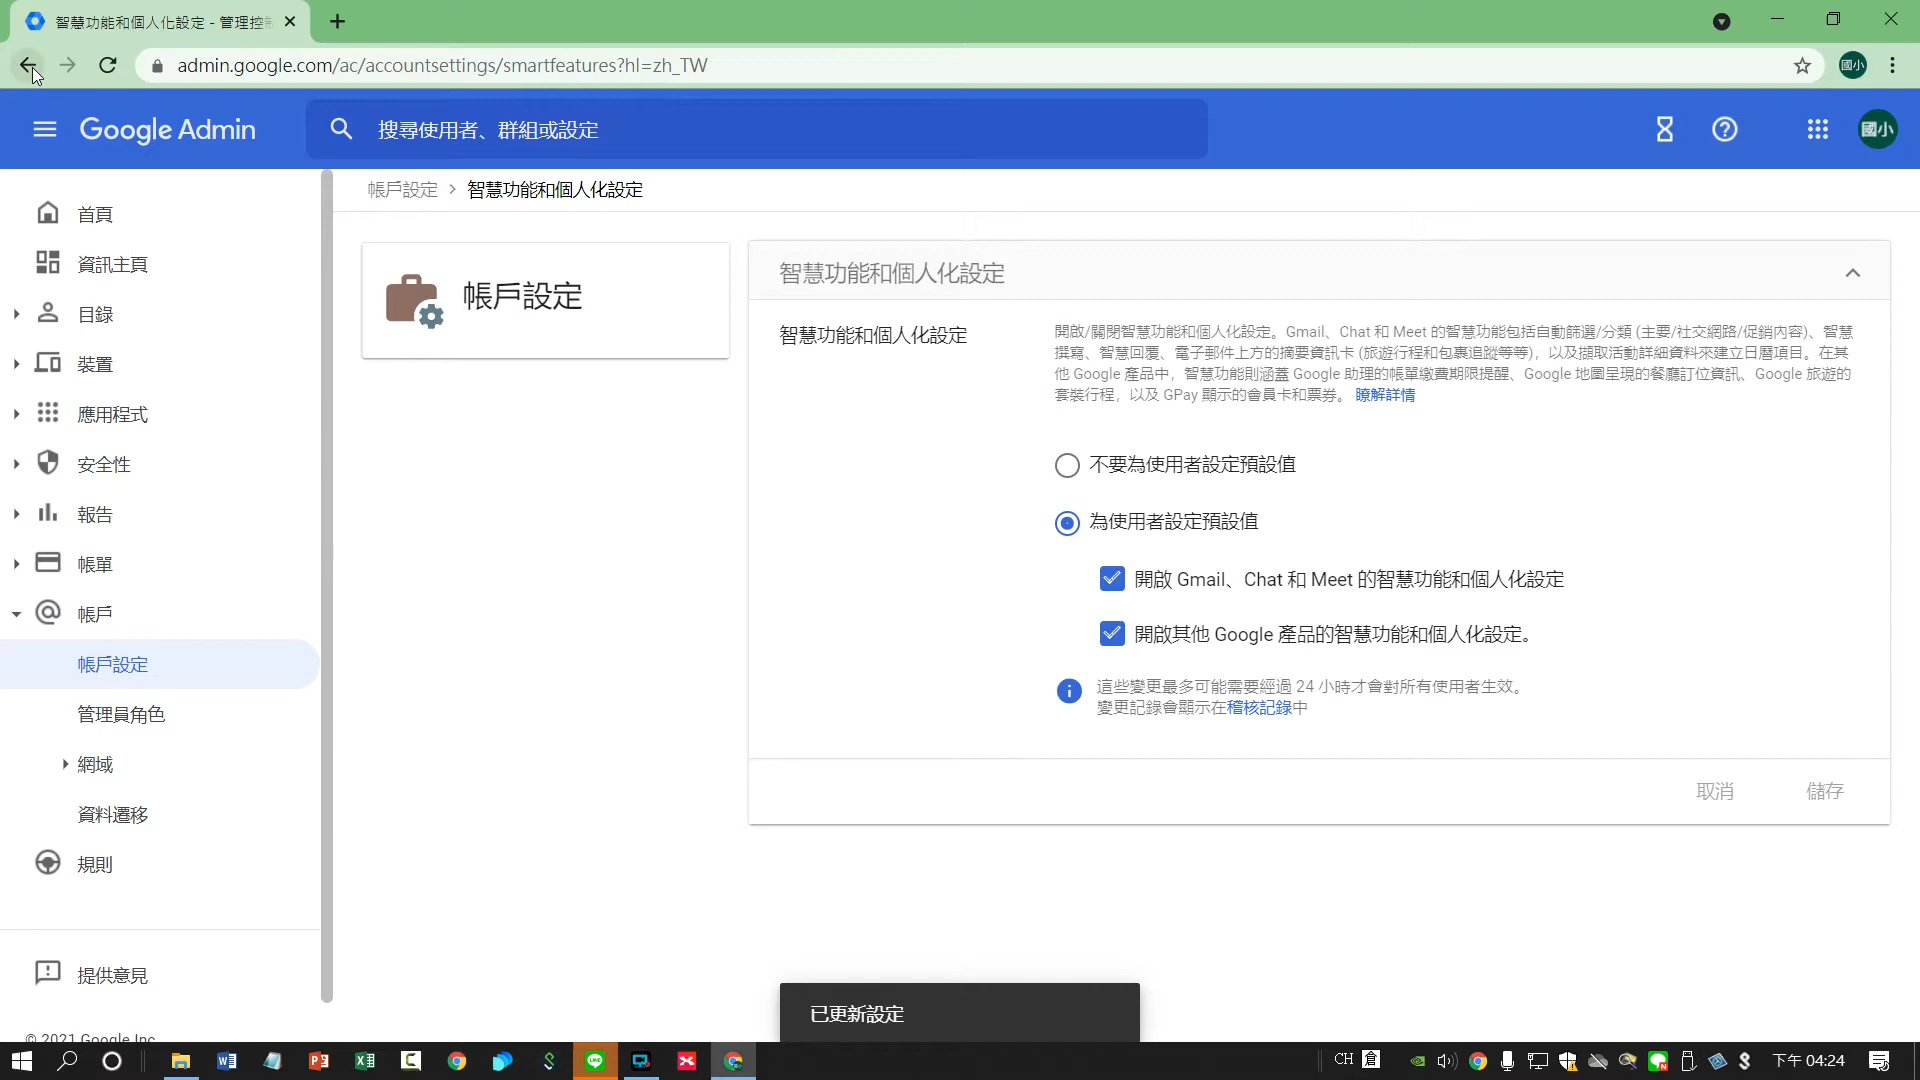 智慧功能和個人化設定 - 管理控制
admin.google.com/ac/accountsettings/smartfeatures?hl=zh_TW
國小
Google Admin
搜尋使用者、群組或設定
國小
首頁
資訊主頁
目錄
裝置
應用程式
安全性
報告
帳單
帳戶
帳戶設定
管理員角色
網域
資料遷移
規則
提供意見
© 2021 Google Inc.
帳戶設定 > 智慧功能和個人化設定
帳戶設定
智慧功能和個人化設定
智慧功能和個人化設定
開啟/關閉智慧功能和個人化設定。Gmail、Chat 和 Meet 的智慧功能包括自動篩選/分類 (主要/社交網路/促銷內容)、智慧
撰寫、智慧回覆、電子郵件上方的摘要資訊卡 (旅遊行程和包裹追蹤等等)，以及擷取活動詳細資料來建立日曆項目。在其
他 Google 產品中，智慧功能則涵蓋 Google 助理的帳單繳費期限提醒、Google 地圖呈現的餐廳訂位資訊、Google 旅遊的
套裝行程，以及 GPay 顯示的會員卡和票券。 瞭解詳情
不要為使用者設定預設值
為使用者設定預設值
開啟 Gmail、Chat 和 Meet 的智慧功能和個人化設定
開啟其他 Google 產品的智慧功能和個人化設定。
這些變更最多可能需要經過 24 小時才會對所有使用者生效。
變更記錄會顯示在稽核記錄中
取消
儲存
已更新設定
CH 倉
下午 04:24